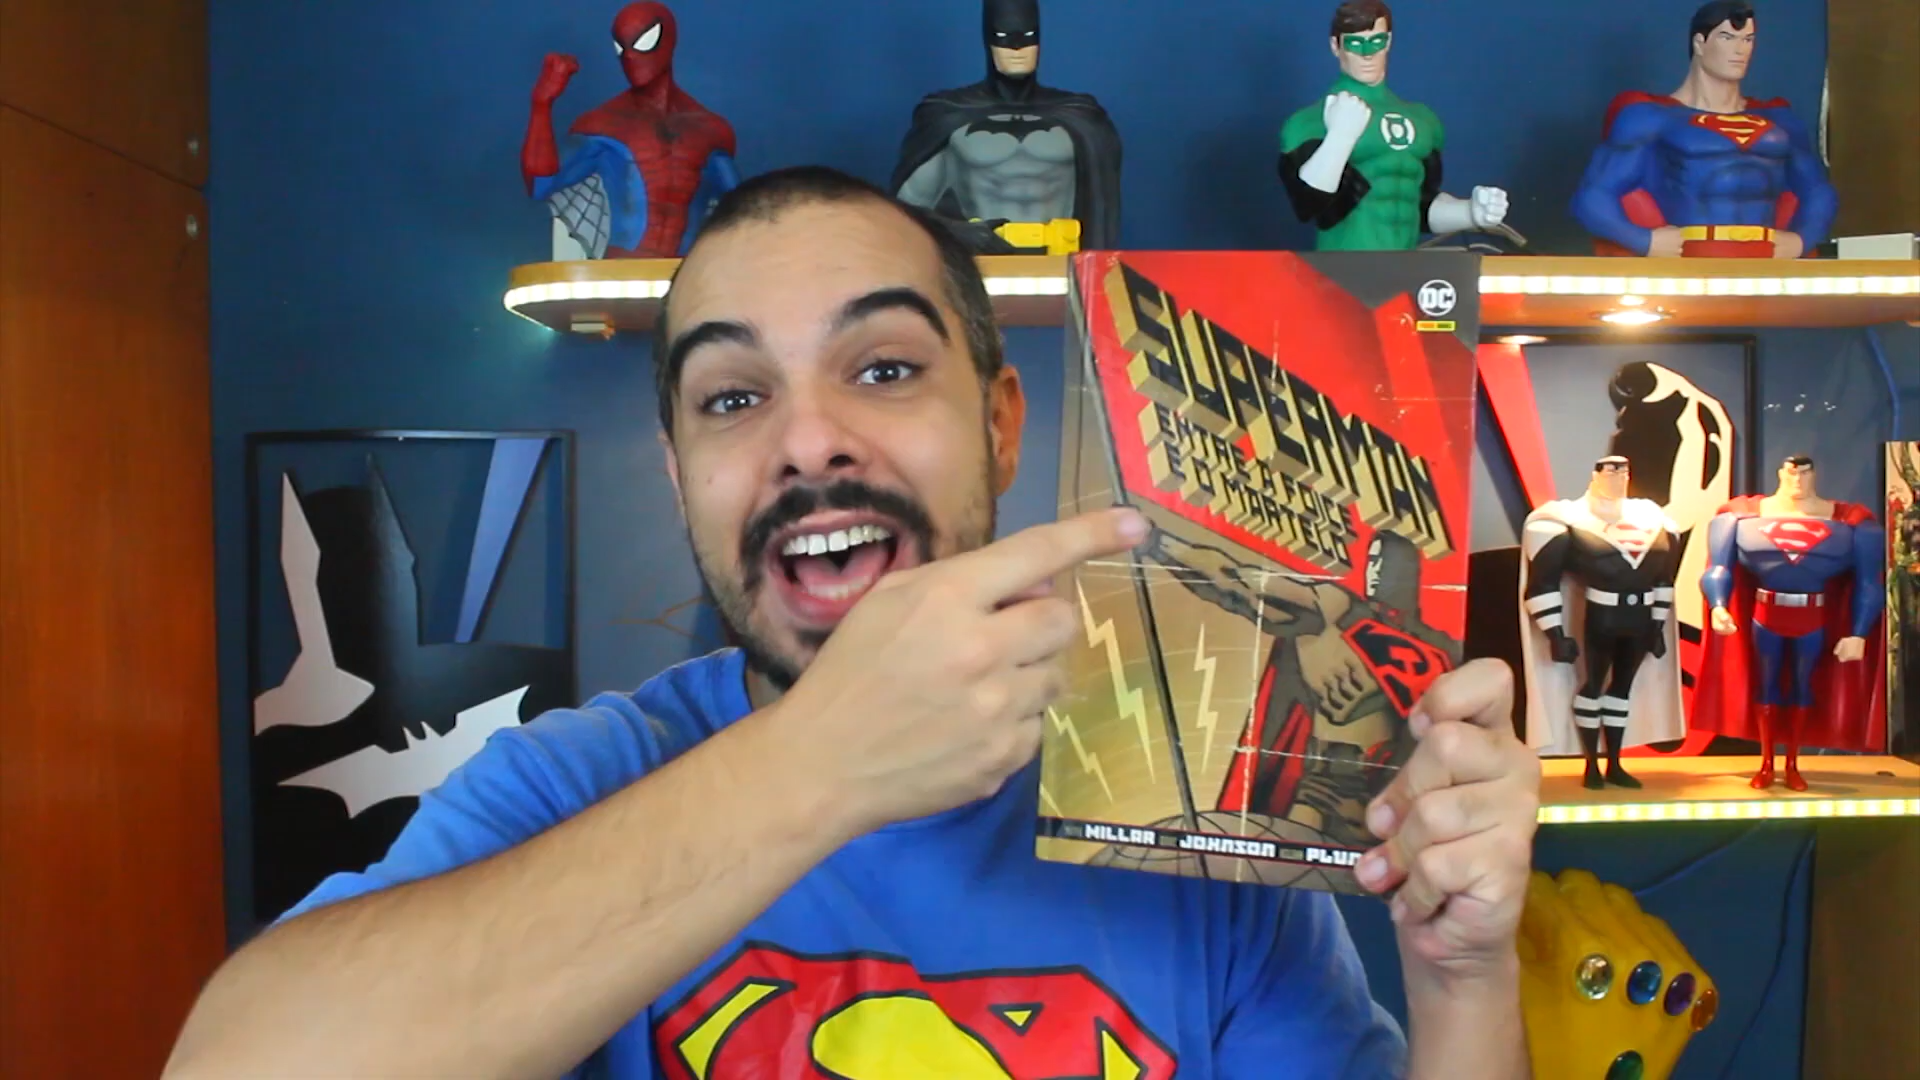 DC
SUPERMAN
ENTRE A FOICE
E O MARTELO
MILLAR JOHNSON